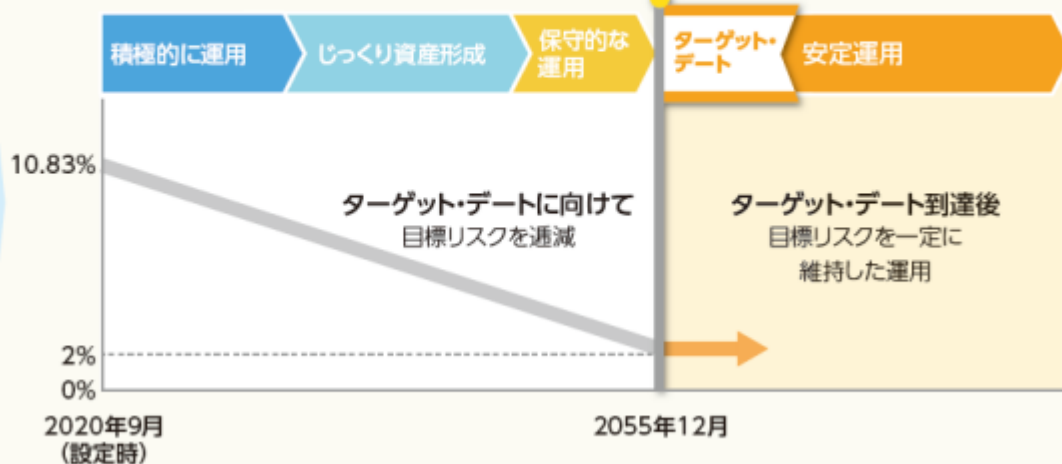 積極的に運用
じっくり資産形成
保守的な
運用
ターゲット・
デート
安定運用
10.83%
ターゲット・デートに向けて
目標リスクを逓減
ターゲット・デート到達後
目標リスクを一定に
維持した運用
2%
0%
2020年9月
（設定時）
2055年12月